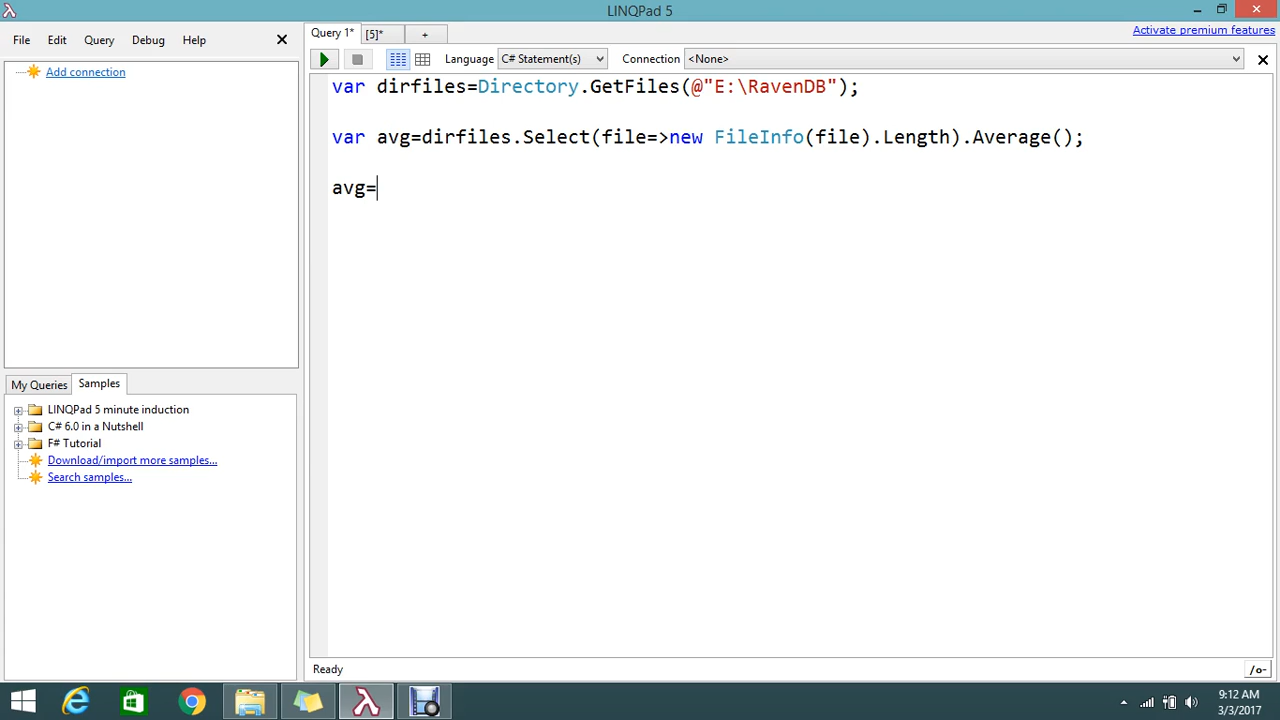 LINQPad 5
File Edit Query Debug Help
Query 1* [5]* +
Activate premium features
Language C# Statement(s) Connection <None>
Add connection
var dirfiles=Directory.GetFiles(@"E:\RavenDB");
var avg=dirfiles.Select(file=>new FileInfo(file).Length).Average();
avg=
My Queries Samples
LINQPad 5 minute induction
C# 6.0 in a Nutshell
F# Tutorial
Download/import more samples...
Search samples...
Ready
/o-
9:12 AM
3/3/2017